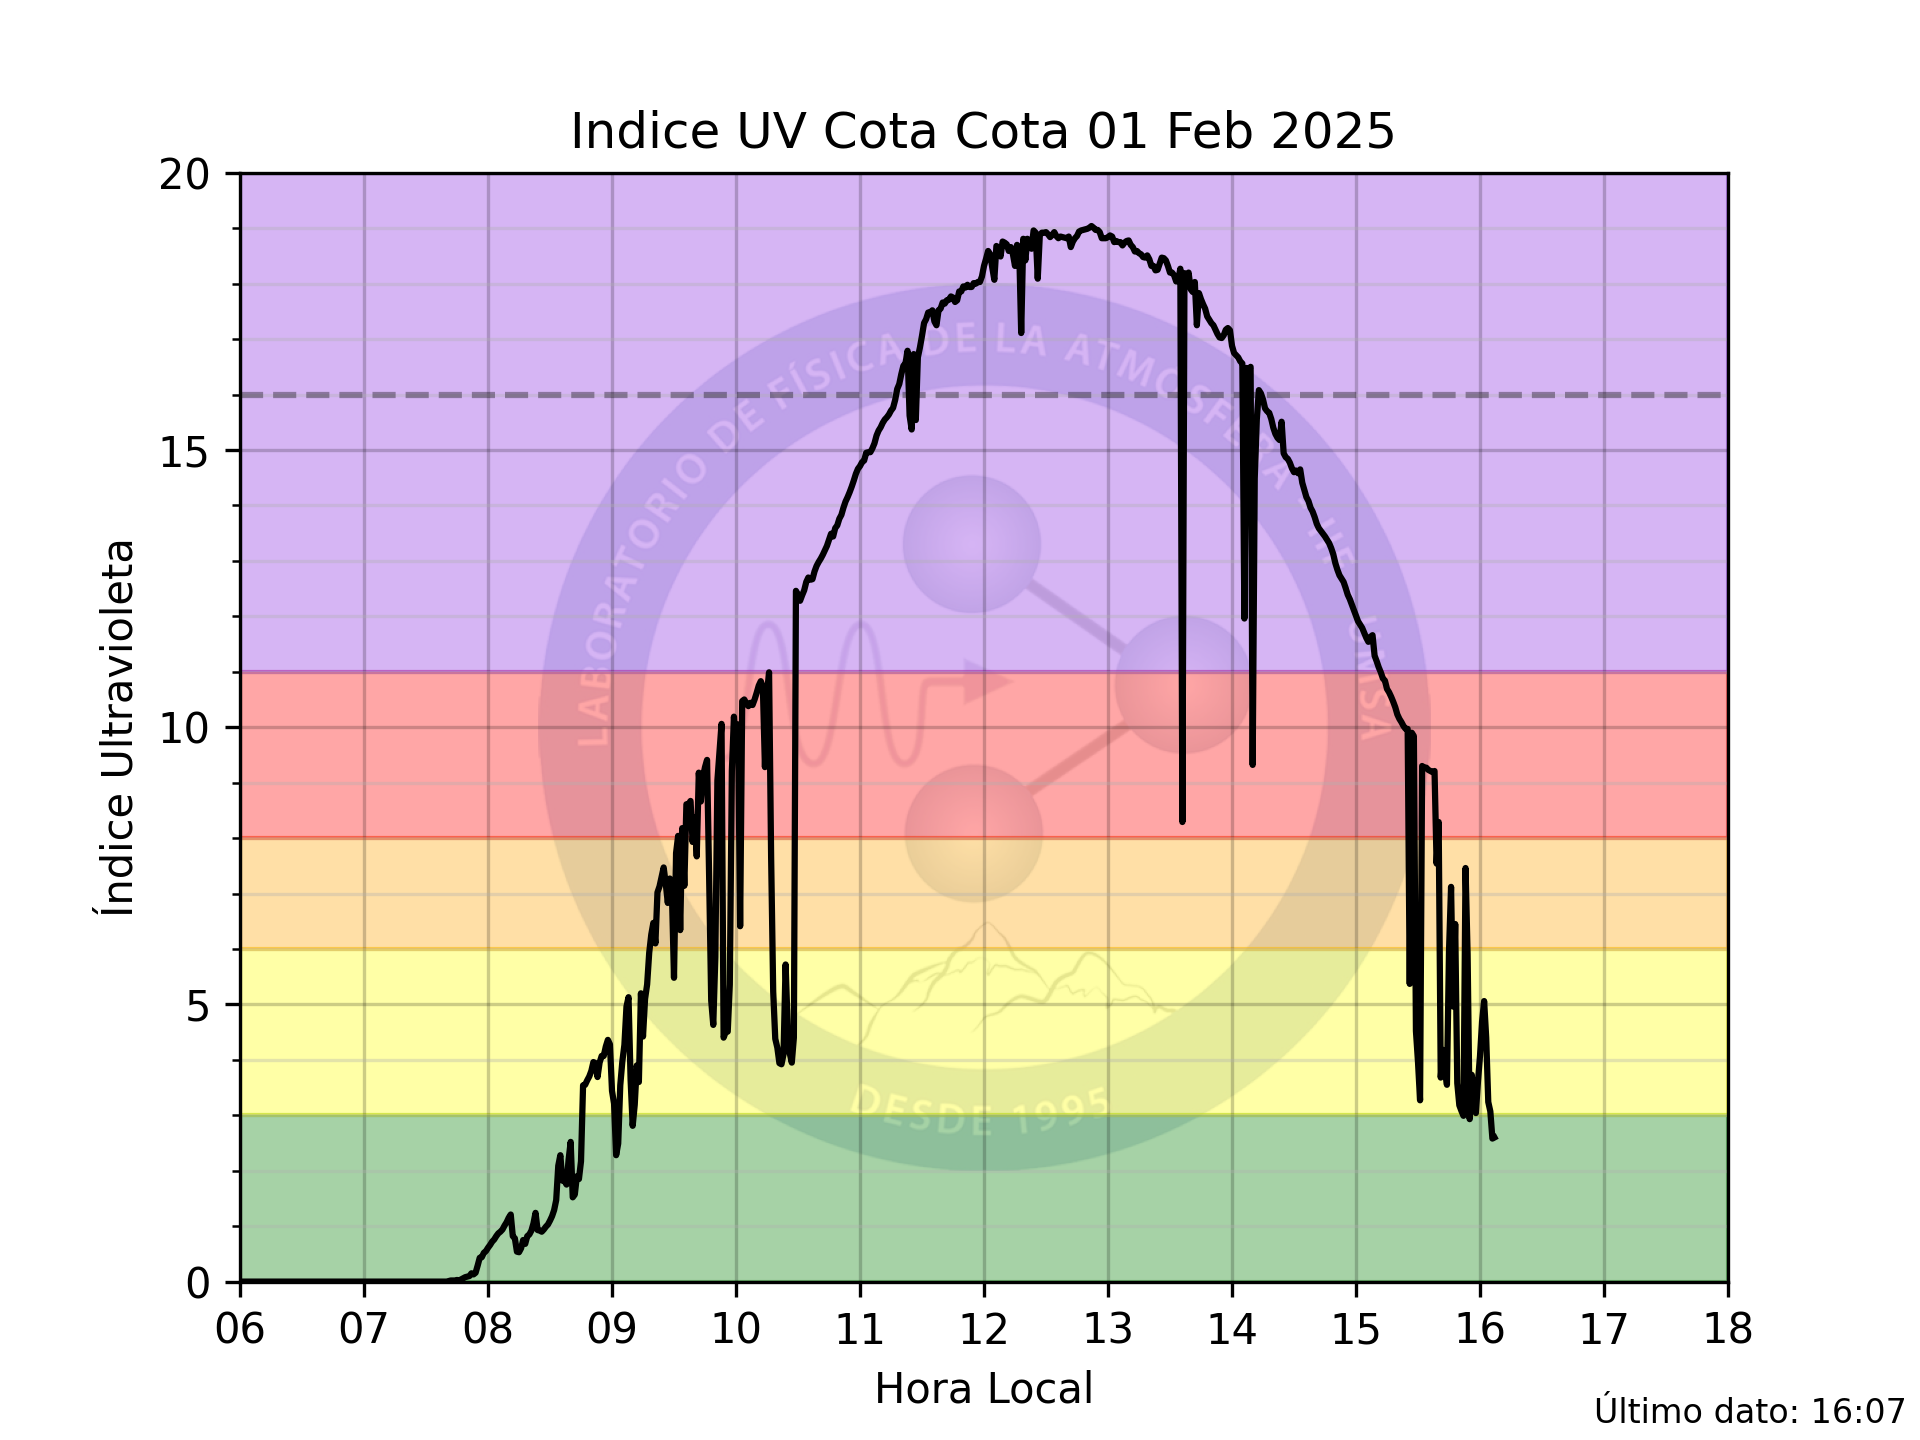 Indice UV Cota Cota 01 Feb 2025
20
15
10
5
0
Índice Ultravioleta
06 07 08 09 10 11 12 13 14 15 16 17 18
Hora Local
Último dato: 16:07
LABORATORIO DE FÍSICA DE LA ATMOSFERA
UMSA
DESDE 1995